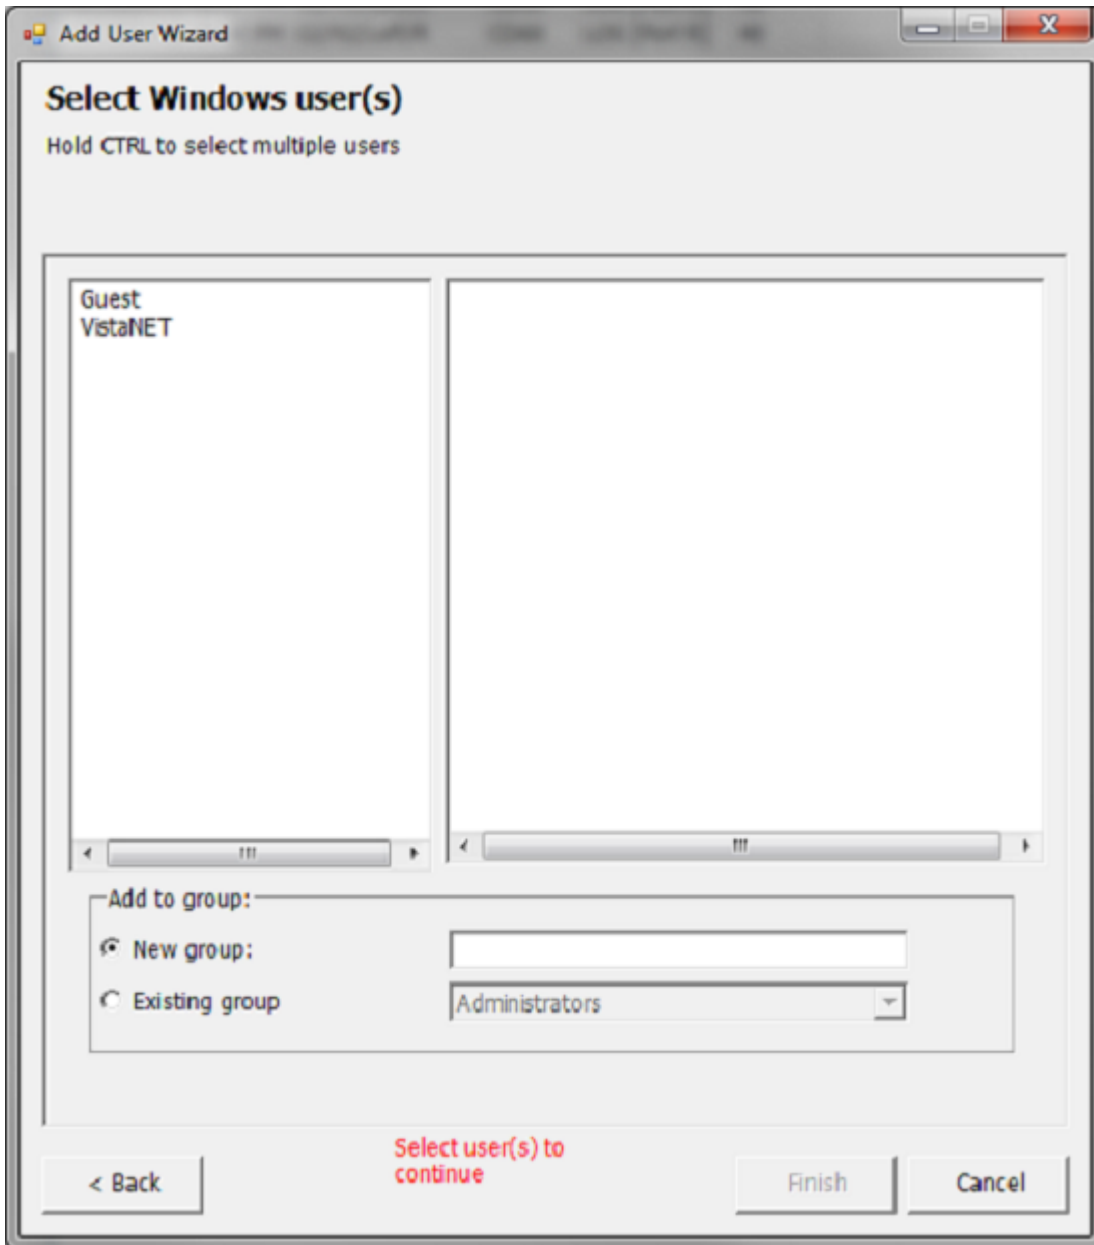 Add User Wizard
Select Windows user(s)
Hold CTRL to select multiple users
Guest
VistaNET
Add to group:
New group:
Existing group
Administrators
Select user(s) to
continue
< Back
Finish
Cancel